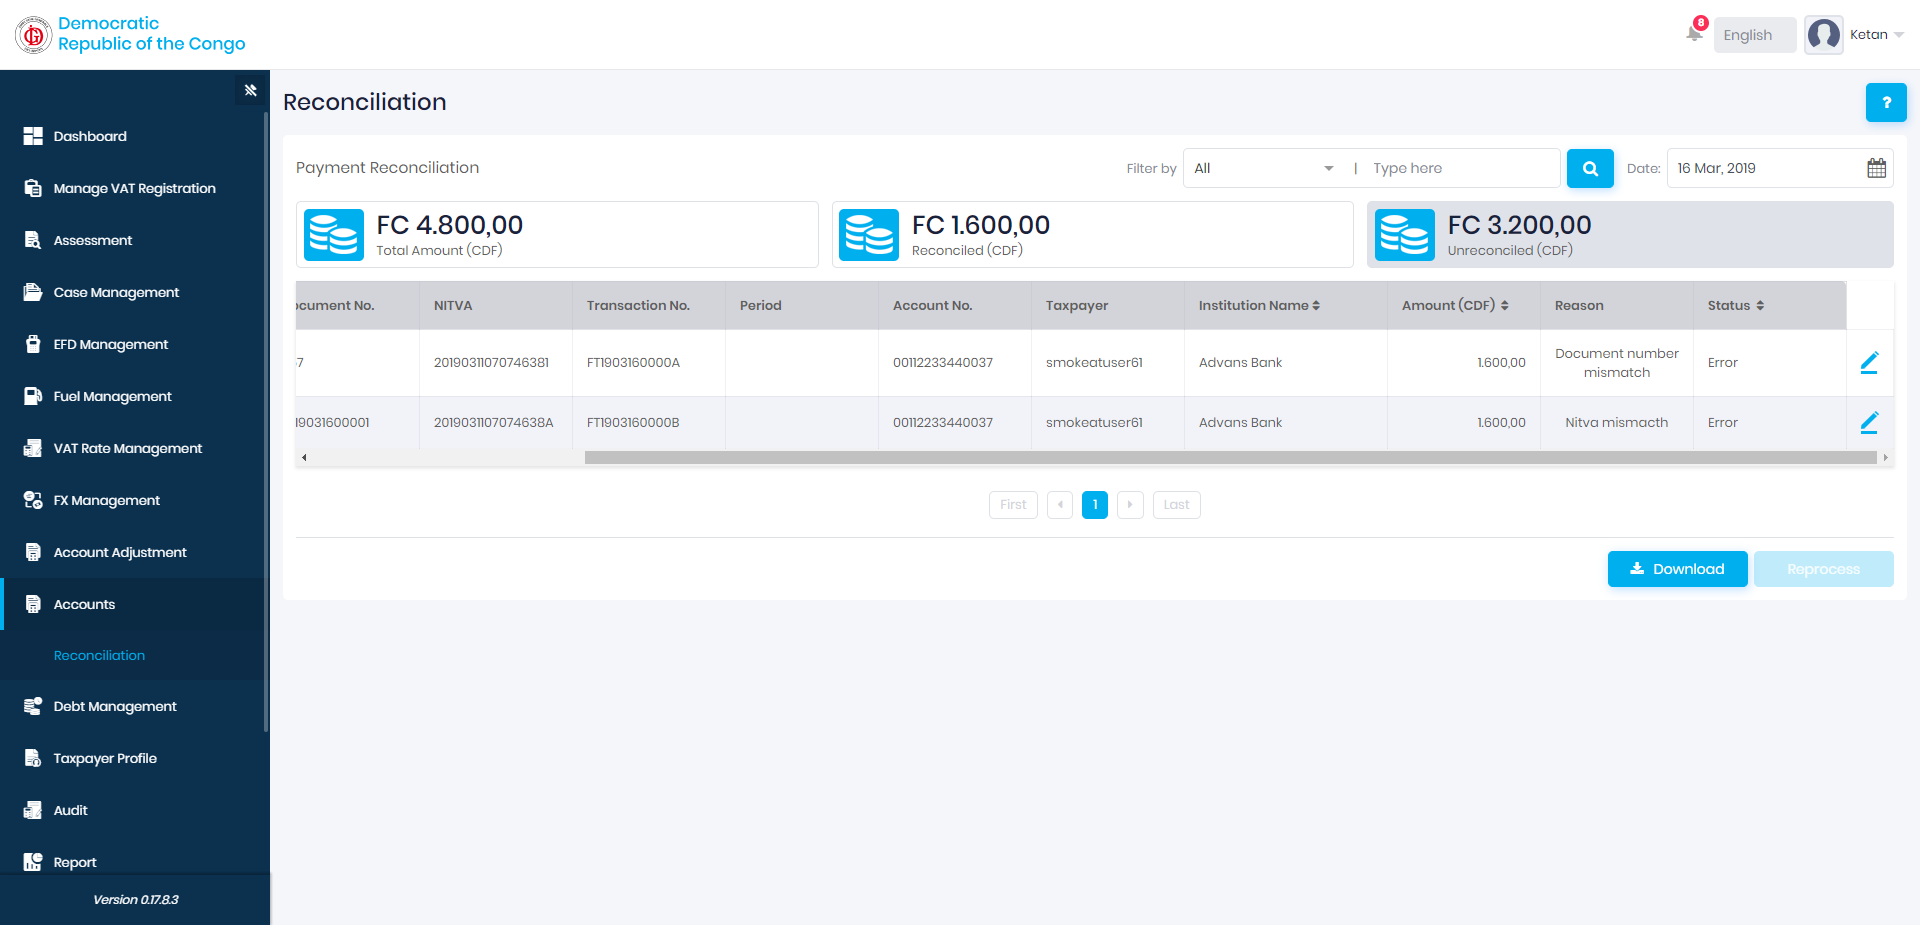 Democratic
Republic of the Congo
8
English
Ketan
Dashboard
Manage VAT Registration
Assessment
Case Management
EFD Management
Fuel Management
VAT Rate Management
FX Management
Account Adjustment
Accounts
Reconciliation
Debt Management
Taxpayer Profile
Audit
Report
Version 0.17.8.3
Reconciliation
?
Payment Reconciliation
Filter by
All
| Type here
Date:
16 Mar, 2019
FC 4.800,00
Total Amount (CDF)
FC 1.600,00
Reconciled (CDF)
FC 3.200,00
Unreconciled (CDF)
ocument No. NITVA Transaction No. Period Account No. Taxpayer Institution Name Amount (CDF) Reason Status
7 20190311070746381 FT1903160000A 00112233440037 smokeatuser61 Advans Bank 1.600,00 Document number mismatch Error
19031600001 2019031107074638A FT1903160000B 00112233440037 smokeatuser61 Advans Bank 1.600,00 Nitva mismacth Error
First 1 Last
Download Reprocess